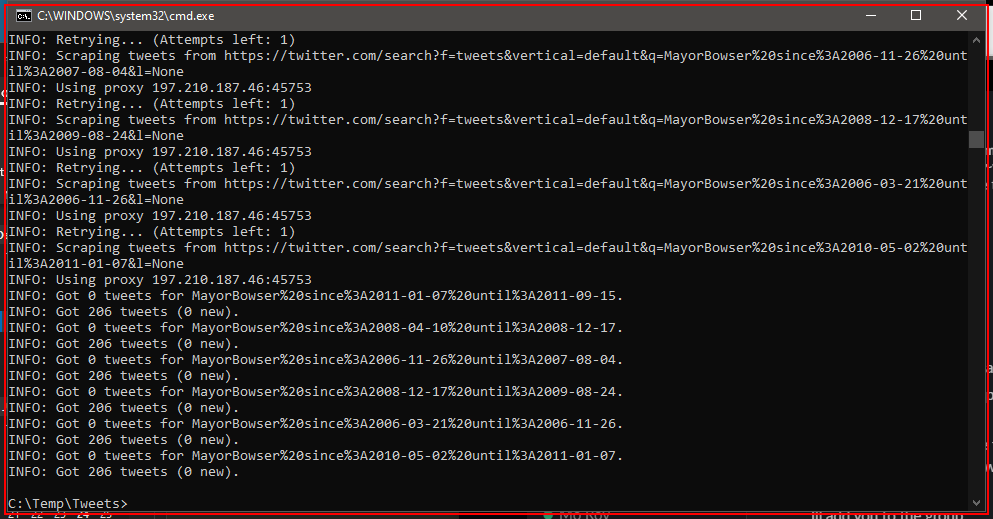 C:\WINDOWS\system32\cmd.exe
INFO: Retrying... (Attempts left: 1)
INFO: Scraping tweets from https://twitter.com/search?f=tweets&vertical=default&q=MayorBowser%20since%3A2006-11-26%20unt
il%3A2007-08-04&l=None
INFO: Using proxy 197.210.187.46:45753
INFO: Retrying... (Attempts left: 1)
INFO: Scraping tweets from https://twitter.com/search?f=tweets&vertical=default&q=MayorBowser%20since%3A2008-12-17%20unt
il%3A2009-08-24&l=None
INFO: Using proxy 197.210.187.46:45753
INFO: Retrying... (Attempts left: 1)
INFO: Scraping tweets from https://twitter.com/search?f=tweets&vertical=default&q=MayorBowser%20since%3A2006-03-21%20unt
il%3A2006-11-26&l=None
INFO: Using proxy 197.210.187.46:45753
INFO: Retrying... (Attempts left: 1)
INFO: Scraping tweets from https://twitter.com/search?f=tweets&vertical=default&q=MayorBowser%20since%3A2010-05-02%20unt
il%3A2011-01-07&l=None
INFO: Using proxy 197.210.187.46:45753
INFO: Got 0 tweets for MayorBowser%20since%3A2011-01-07%20until%3A2011-09-15.
INFO: Got 206 tweets (0 new).
INFO: Got 0 tweets for MayorBowser%20since%3A2008-04-10%20until%3A2008-12-17.
INFO: Got 206 tweets (0 new).
INFO: Got 0 tweets for MayorBowser%20since%3A2006-11-26%20until%3A2007-08-04.
INFO: Got 206 tweets (0 new).
INFO: Got 0 tweets for MayorBowser%20since%3A2008-12-17%20until%3A2009-08-24.
INFO: Got 206 tweets (0 new).
INFO: Got 0 tweets for MayorBowser%20since%3A2006-03-21%20until%3A2006-11-26.
INFO: Got 206 tweets (0 new).
INFO: Got 0 tweets for MayorBowser%20since%3A2010-05-02%20until%3A2011-01-07.
INFO: Got 206 tweets (0 new).
C:\Temp\Tweets>